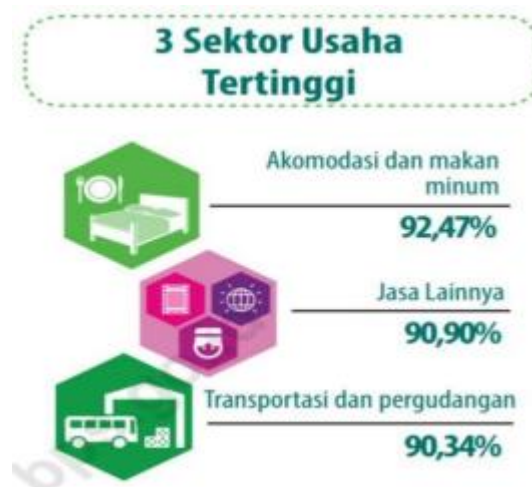 3 Sektor Usaha
Tertinggi
Akomodasi dan makan
minum
92,47%
Jasa Lainnya
90,90%
Transportasi dan pergudangan
90,34%